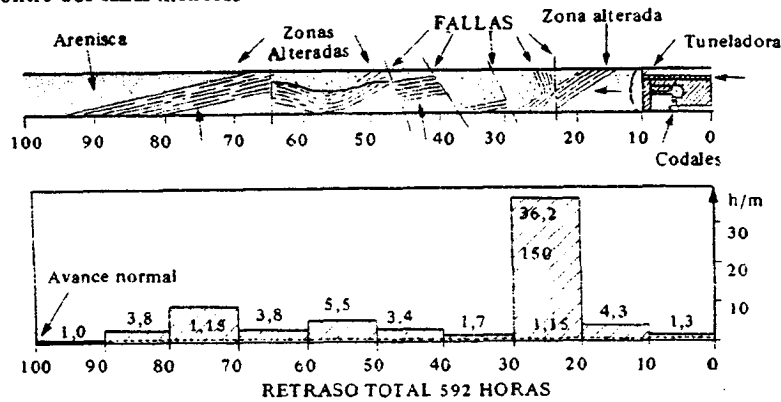 Arenisca
Zonas
Alteradas
FALLAS
Zona alterada
Tuneladora
100 90 80 70 60 50 40 30 20 10 0
Codales
h/m
30
20
10
Avance normal
36,2
150
1,0 3,8 1,15 3,8 5,5 3,4 1,7 1,15 4,3 1,3
100 90 80 70 60 50 40 30 20 10 0
RETRASO TOTAL 592 HORAS